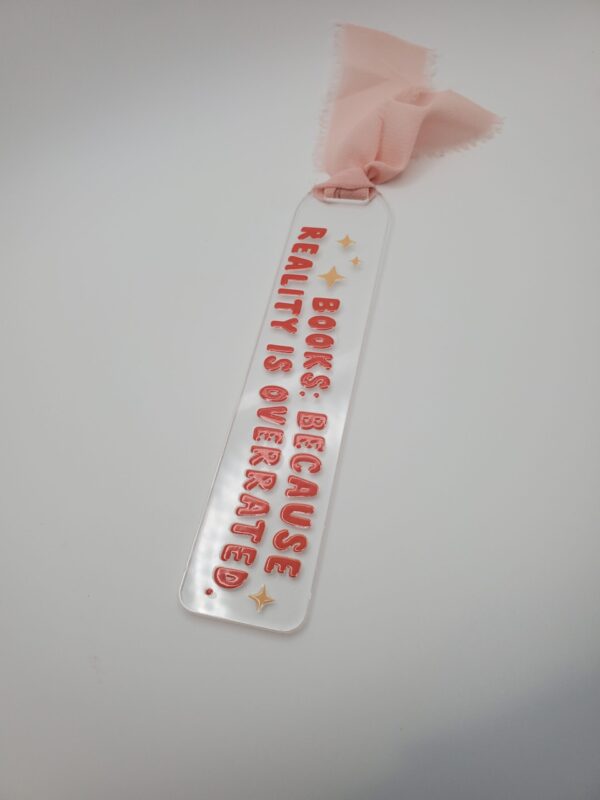 BOOKS: BECAUSE
REALITY IS OVERRATED.